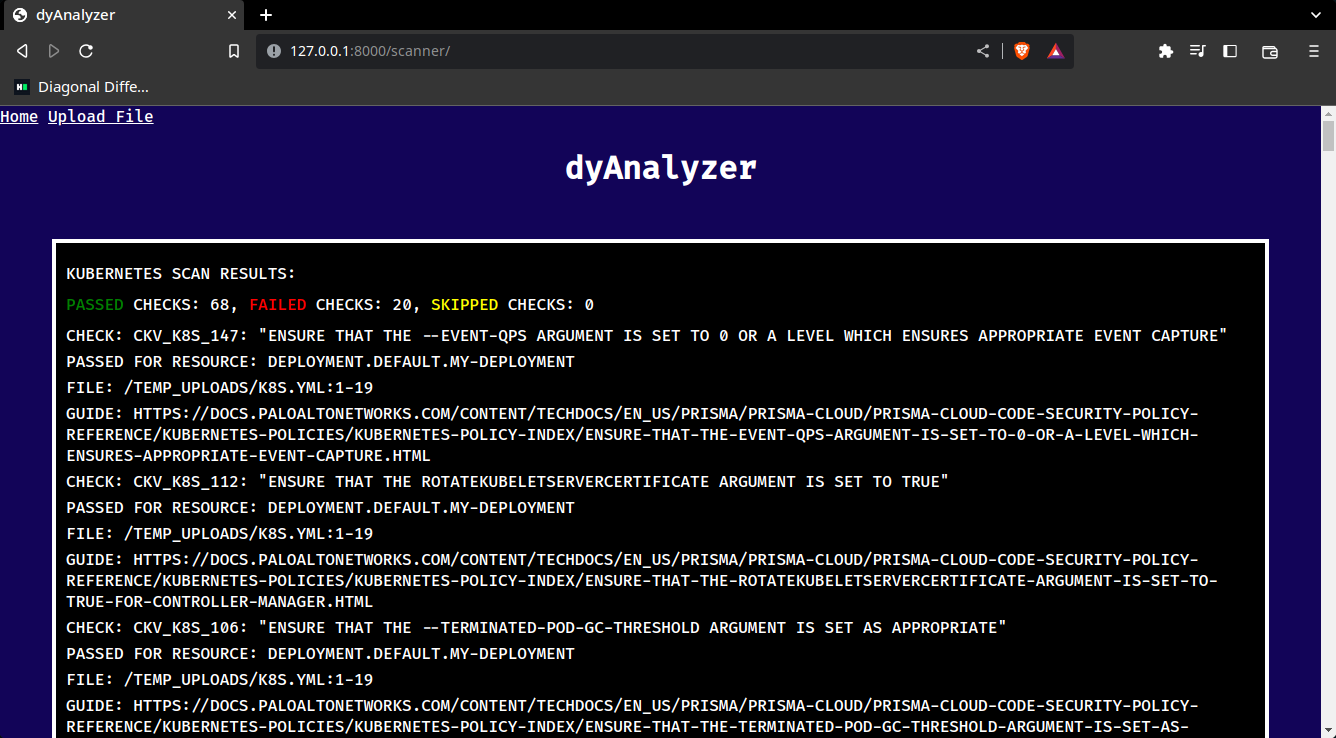 dyAnalyzer
127.0.0.1:8000/scanner/
Diagonal Diffe...
Home Upload File
dyAnalyzer
KUBERNETES SCAN RESULTS:
PASSED CHECKS: 68, FAILED CHECKS: 20, SKIPPED CHECKS: 0
CHECK: CKV_K8S_147: "ENSURE THAT THE --EVENT-QPS ARGUMENT IS SET TO 0 OR A LEVEL WHICH ENSURES APPROPRIATE EVENT CAPTURE"
PASSED FOR RESOURCE: DEPLOYMENT.DEFAULT.MY-DEPLOYMENT
FILE: /TEMP_UPLOADS/K8S.YML:1-19
GUIDE: HTTPS://DOCS.PALOALTONETWORKS.COM/CONTENT/TECHDOCS/EN_US/PRISMA/PRISMA-CLOUD/PRISMA-CLOUD-CODE-SECURITY-POLICY-
REFERENCE/KUBERNETES-POLICIES/KUBERNETES-POLICY-INDEX/ENSURE-THAT-THE-EVENT-QPS-ARGUMENT-IS-SET-TO-0-OR-A-LEVEL-WHICH-
ENSURES-APPROPRIATE-EVENT-CAPTURE.HTML
CHECK: CKV_K8S_112: "ENSURE THAT THE ROTATEKUBELETSERVERCERTIFICATE ARGUMENT IS SET TO TRUE"
PASSED FOR RESOURCE: DEPLOYMENT.DEFAULT.MY-DEPLOYMENT
FILE: /TEMP_UPLOADS/K8S.YML:1-19
GUIDE: HTTPS://DOCS.PALOALTONETWORKS.COM/CONTENT/TECHDOCS/EN_US/PRISMA/PRISMA-CLOUD/PRISMA-CLOUD-CODE-SECURITY-POLICY-
REFERENCE/KUBERNETES-POLICIES/KUBERNETES-POLICY-INDEX/ENSURE-THAT-THE-ROTATEKUBELETSERVERCERTIFICATE-ARGUMENT-IS-SET-TO-
TRUE-FOR-CONTROLLER-MANAGER.HTML
CHECK: CKV_K8S_106: "ENSURE THAT THE --TERMINATED-POD-GC-THRESHOLD ARGUMENT IS SET AS APPROPRIATE"
PASSED FOR RESOURCE: DEPLOYMENT.DEFAULT.MY-DEPLOYMENT
FILE: /TEMP_UPLOADS/K8S.YML:1-19
GUIDE: HTTPS://DOCS.PALOALTONETWORKS.COM/CONTENT/TECHDOCS/EN_US/PRISMA/PRISMA-CLOUD/PRISMA-CLOUD-CODE-SECURITY-POLICY-
REFERENCE/KUBERNETES-POLICIES/KUBERNETES-POLICY-INDEX/ENSURE-THAT-THE-TERMINATED-POD-GC-THRESHOLD-ARGUMENT-IS-SET-AS-